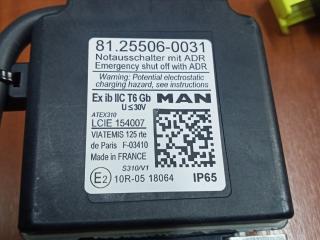 81.25506-0031
Notausschalter mit ADR
Emergency shut off with ADR
Warning: Potential electrostatic
charging hazard, see instructions
Ex ib IIC T6 Gb MAN
U ≤ 30V
ATEX310
LCIE 154007
VIATEMIS 125 rte
de Paris F-03410
Made in FRANCE
S310/V1
E2 10R-05 18064 IP65